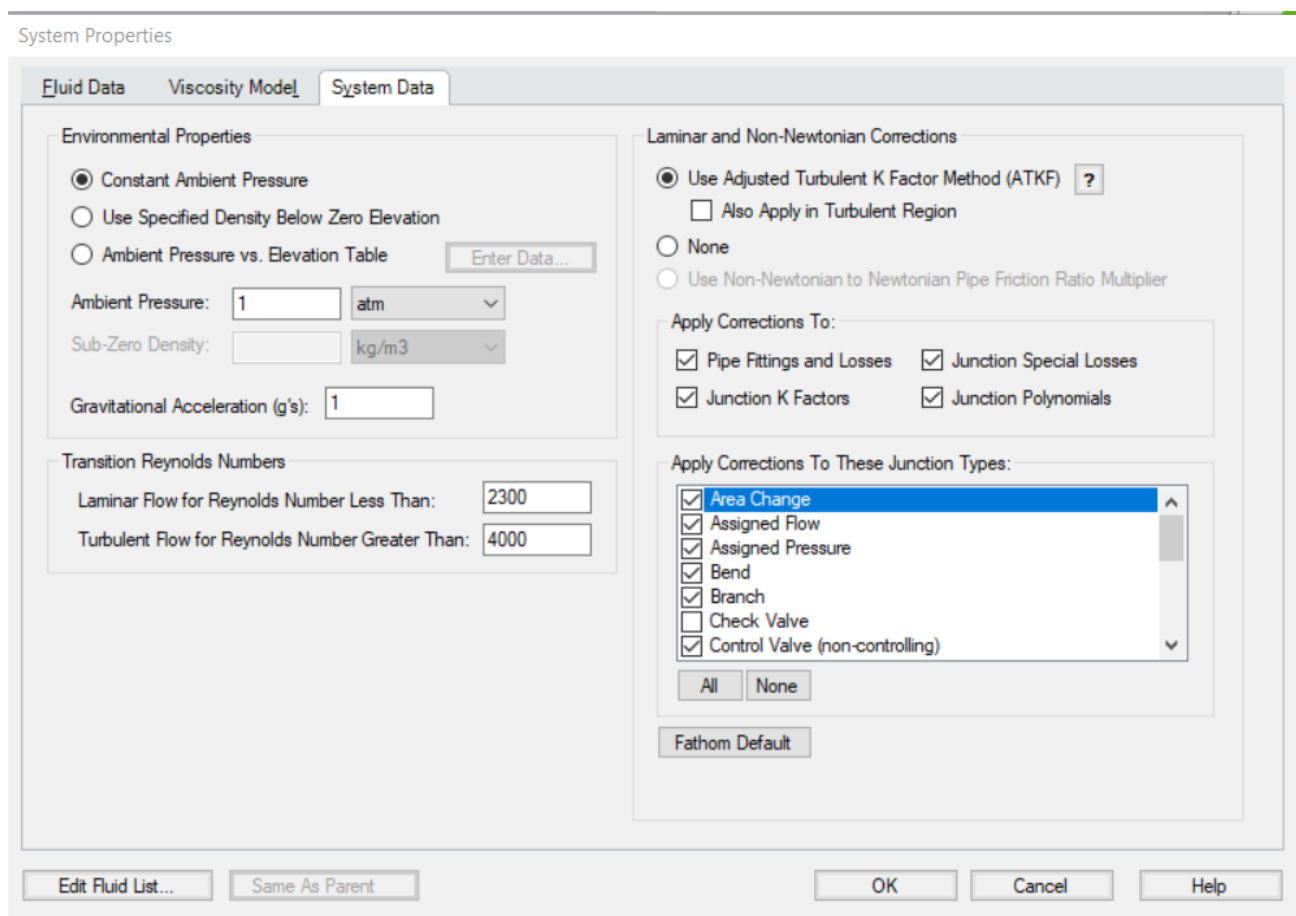 System Properties
Fluid Data Viscosity Model System Data
Environmental Properties
Constant Ambient Pressure
Use Specified Density Below Zero Elevation
Ambient Pressure vs. Elevation Table Enter Data...
Ambient Pressure: 1 atm
Sub-Zero Density: kg/m3
Gravitational Acceleration (g's): 1
Transition Reynolds Numbers
Laminar Flow for Reynolds Number Less Than: 2300
Turbulent Flow for Reynolds Number Greater Than: 4000
Laminar and Non-Newtonian Corrections
Use Adjusted Turbulent K Factor Method (ATKF) ?
Also Apply in Turbulent Region
None
Use Non-Newtonian to Newtonian Pipe Friction Ratio Multiplier
Apply Corrections To:
Pipe Fittings and Losses Junction Special Losses
Junction K Factors Junction Polynomials
Apply Corrections To These Junction Types:
Area Change
Assigned Flow
Assigned Pressure
Bend
Branch
Check Valve
Control Valve (non-controlling)
All None
Fathom Default
Edit Fluid List... Same As Parent OK Cancel Help